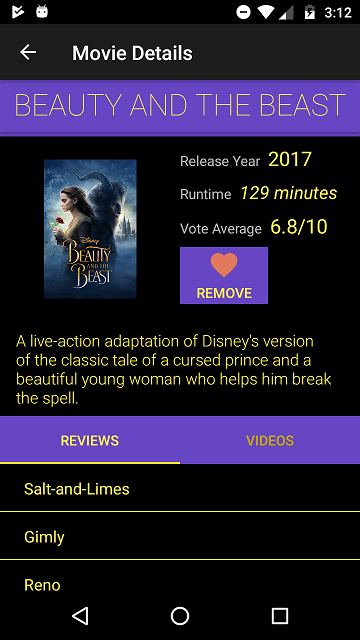 3:12
Movie Details
BEAUTY AND THE BEAST
Release Year 2017
Runtime 129 minutes
Vote Average 6.8/10
Disney
BEAUTY
AND THE
BEAST
REMOVE
A live-action adaptation of Disney's version
of the classic tale of a cursed prince and a
beautiful young woman who helps him break
the spell.
REVIEWS
VIDEOS
Salt-and-Limes
Gimly
Reno